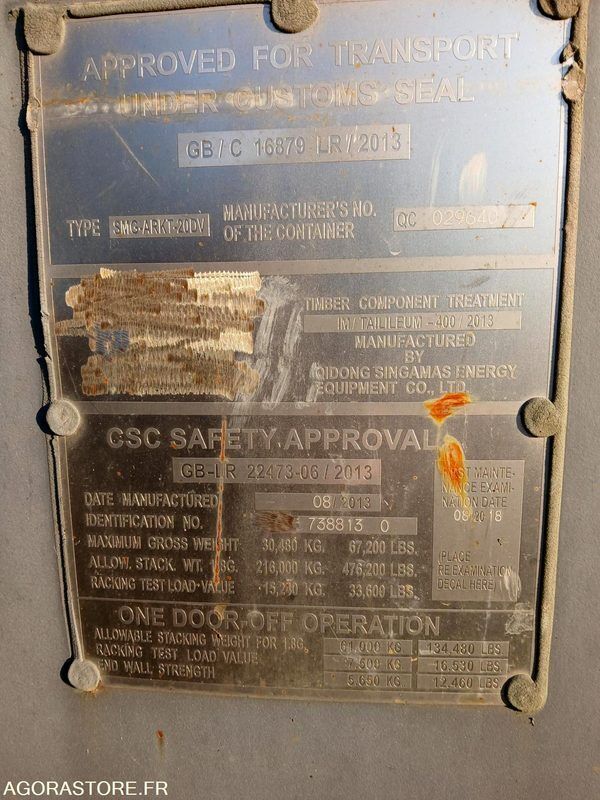 APPROVED FOR TRANSPORT
UNDER CUSTOMS SEAL
GB/C 16879 LR/2013
TYPE SMG-ARKT-20DV MANUFACTURER'S NO. OF THE CONTAINER QC 029640
TIMBER COMPONENT TREATMENT
IM/TAILILEUM-400/2013
MANUFACTURED
BY
QIDONG SINGAMAS ENERGY
EQUIPMENT CO., LTD.
CSC SAFETY APPROVAL
GB-LR 22473-06/2013
DATE MANUFACTURED 08/2013
IDENTIFICATION NO. 738813 0
MAXIMUM GROSS WEIGHT 30,480 KG. 67,200 LBS.
ALLOW. STACK. WT. 1.8G. 216,000 KG. 476,200 LBS.
RACKING TEST LOAD VALUE 15,240 KG. 33,600 LBS.
FIRST MAINTE-
NANCE EXAMI-
NATION DATE
08/2018
(PLACE
RE EXAMINATION
DECAL HERE)
ONE DOOR-OFF OPERATION
ALLOWABLE STACKING WEIGHT FOR 1.8G. 61,000 KG. 134,480 LBS.
RACKING TEST LOAD VALUE 7,500 KG. 16,530 LBS.
END WALL STRENGTH 5,650 KG. 12,460 LBS.
AGORASTORE.FR